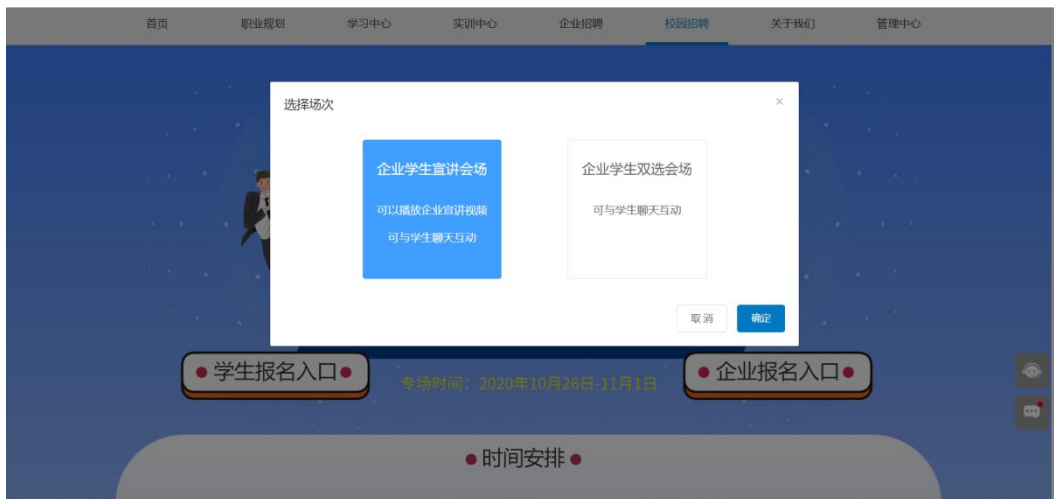 首页 职业规划 学习中心 实训中心 企业招聘 校园招聘 关于我们 管理中心
选择场次 ×
企业学生宣讲会场
可以播放企业宣讲视频
可与学生聊天互动
企业学生双选会场
可与学生聊天互动
取消 确定
学生报名入口
专场时间：2020年10月26日-11月1日
企业报名入口
时间安排